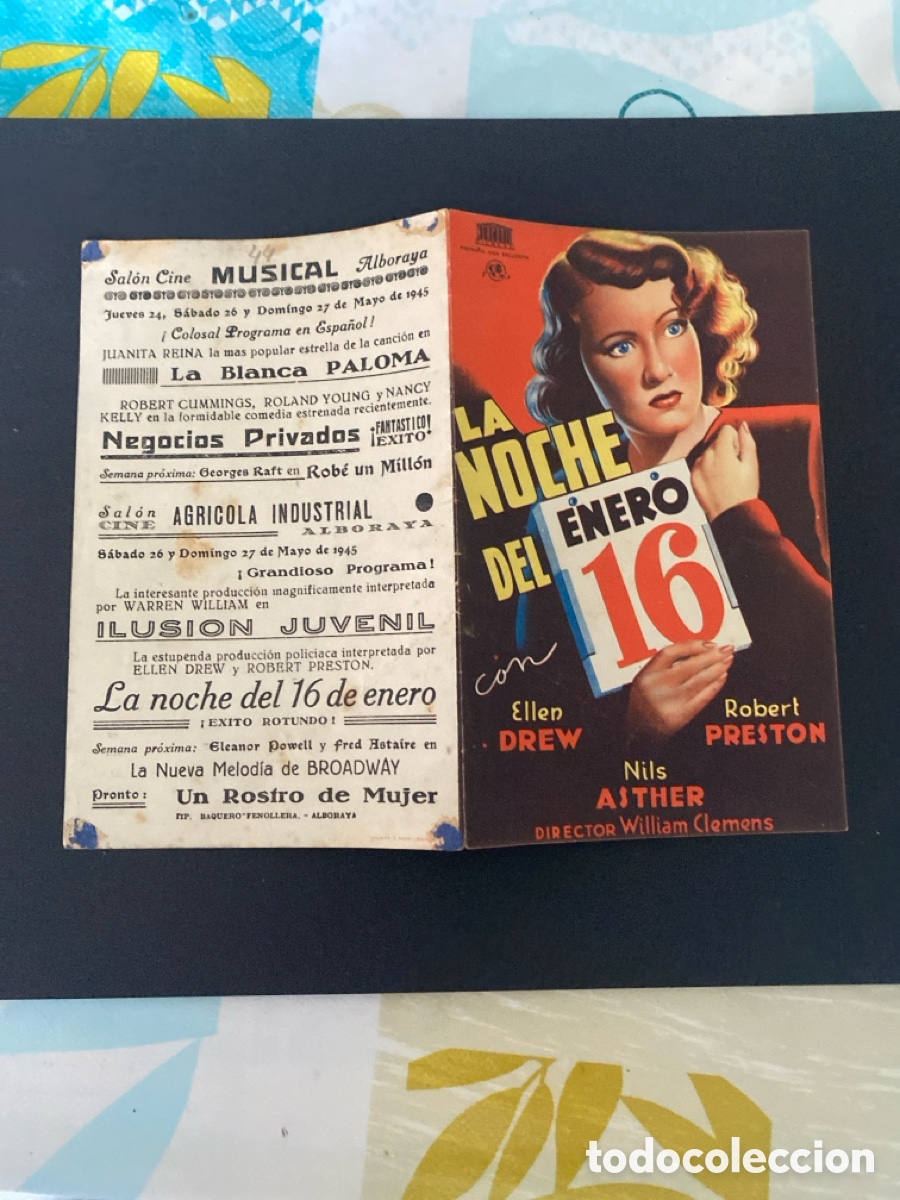 44
Salón Cine MUSICAL Alboraya
Jueves 24, Sábado 26 y Domingo 27 de Mayo de 1945
¡Colosal Programa en Español!
JUANITA REINA la mas popular estrella de la canción en
La Blanca PALOMA
ROBERT CUMMINGS, ROLAND YOUNG y NANCY
KELLY en la formidable comedia estrenada recientemente.
Negocios Privados ¡FANTASTICO! ¡EXITO!
Semana próxima: Georges Raft en Robé un Millón
Salón CINE AGRICOLA INDUSTRIAL
ALBORAYA
Sábado 26 y Domingo 27 de Mayo de 1945
¡Grandioso Programa!
La interesante producción magnificamente interpretada
por WARREN WILLIAM en
ILUSION JUVENIL
La estupenda producción policiaca interpretada por
ELLEN DREW y ROBERT PRESTON.
La noche del 16 de enero
¡EXITO ROTUNDO!
Semana próxima: Eleanor Powell y Fred Astaire en
La Nueva Melodía de BROADWAY
Pronto: Un Rostro de Mujer
TIP. BAQUERO FENOLLERA. - ALBORAYA
LA
NOCHE
DEL
ENERO
16
con
Ellen
DREW
Robert
PRESTON
Nils
ASTHER
DIRECTOR William Clemens
todocoleccion